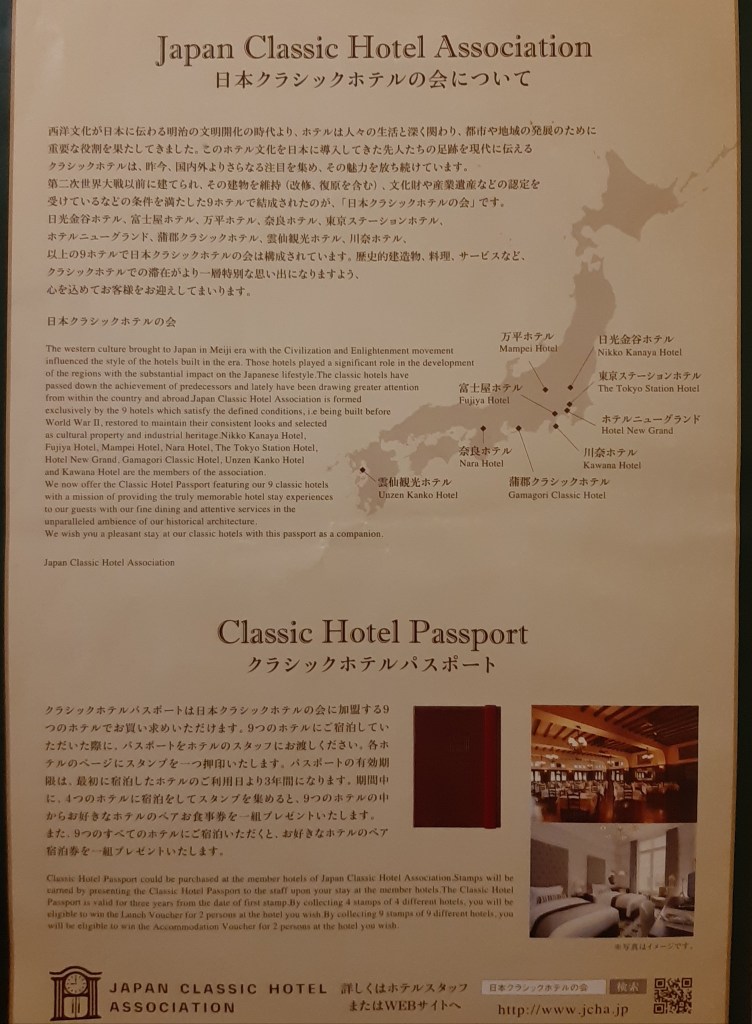 Japan Classic Hotel Association
日本クラシックホテルの会について
西洋文化が日本に伝わる明治の文明開化の時代より、ホテルは人々の生活と深く関わり、都市や地域の発展のために
重要な役割を果たしてきました。このホテル文化を日本に導入してきた先人たちの足跡を現代に伝える
クラシックホテルは、昨今、国内外よりさらなる注目を集め、その魅力を放ち続けています。
第二次世界大戦以前に建てられ、その建物を維持（改修、復原を含む）、文化財や産業遺産などの認定を
受けているなどの条件を満たした9ホテルで結成されたのが、「日本クラシックホテルの会」です。
日光金谷ホテル、富士屋ホテル、万平ホテル、奈良ホテル、東京ステーションホテル、
ホテルニューグランド、蒲郡クラシックホテル、雲仙観光ホテル、川奈ホテル、
以上の9ホテルで日本クラシックホテルの会は構成されています。歴史的建造物、料理、サービスなど、
クラシックホテルでの滞在がより一層特別な思い出になりますよう、
心を込めてお客様をお迎えしてまいります。
日本クラシックホテルの会
The western culture brought to Japan in Meiji era with the Civilization and Enlightenment movement
influenced the style of the hotels built in the era. Those hotels played a significant role in the development
of the regions with the substantial impact on the Japanese lifestyle.The classic hotels have
passed down the achievement of predecessors and lately have been drawing greater attention
from within the country and abroad.Japan Classic Hotel Association is formed
exclusively by the 9 hotels which satisfy the defined conditions, i.e being built before
World War II, restored to maintain their consistent looks and selected
as cultural property and industrial heritage.Nikko Kanaya Hotel,
Fujiya Hotel, Mampei Hotel, Nara Hotel, The Tokyo Station Hotel,
Hotel New Grand, Gamagori Classic Hotel, Unzen Kanko Hotel
and Kawana Hotel are the members of the association.
We now offer the Classic Hotel Passport featuring our 9 classic hotels
with a mission of providing the truly memorable hotel stay experiences
to our guests with our fine dining and attentive services in the
unparalleled ambience of our historical architecture.
We wish you a pleasant stay at our classic hotels with this passport as a companion.
Japan Classic Hotel Association
万平ホテル
Mampei Hotel
日光金谷ホテル
Nikko Kanaya Hotel
富士屋ホテル
Fujiya Hotel
東京ステーションホテル
The Tokyo Station Hotel
ホテルニューグランド
Hotel New Grand
奈良ホテル
Nara Hotel
川奈ホテル
Kawana Hotel
雲仙観光ホテル
Unzen Kanko Hotel
蒲郡クラシックホテル
Gamagori Classic Hotel
Classic Hotel Passport
クラシックホテルパスポート
クラシックホテルパスポートは日本クラシックホテルの会に加盟する9
つのホテルでお買い求めいただけます。9つのホテルにご宿泊してい
ただいた際に、パスポートをホテルのスタッフにお渡しください。各ホ
テルのページにスタンプを一つ押印いたします。パスポートの有効期
限は、最初に宿泊したホテルのご利用日より3年間になります。期間中
に、4つのホテルに宿泊をしてスタンプを集めると、9つのホテルの中
からお好きなホテルのペアお食事券を一組プレゼントいたします。
また、9つのすべてのホテルにご宿泊いただくと、お好きなホテルのペア
宿泊券を一組プレゼントいたします。
Classic Hotel Passport could be purchased at the member hotels of Japan Classic Hotel Association.Stamps will be
earned by presenting the Classic Hotel Passport to the staff upon your stay at the member hotels.The Classic Hotel
Passport is valid for three years from the date of first stamp.By collecting 4 stamps of 4 different hotels, you will be
eligible to win the Lunch Voucher for 2 persons at the hotel you wish.By collecting 9 stamps of 9 different hotels, you
will be eligible to win the Accommodation Voucher for 2 persons at the hotel you wish.
※写真はイメージです。
JAPAN CLASSIC HOTEL
ASSOCIATION
詳しくはホテルスタッフ
またはWEBサイトへ
日本クラシックホテルの会
検索
http://www.jcha.jp